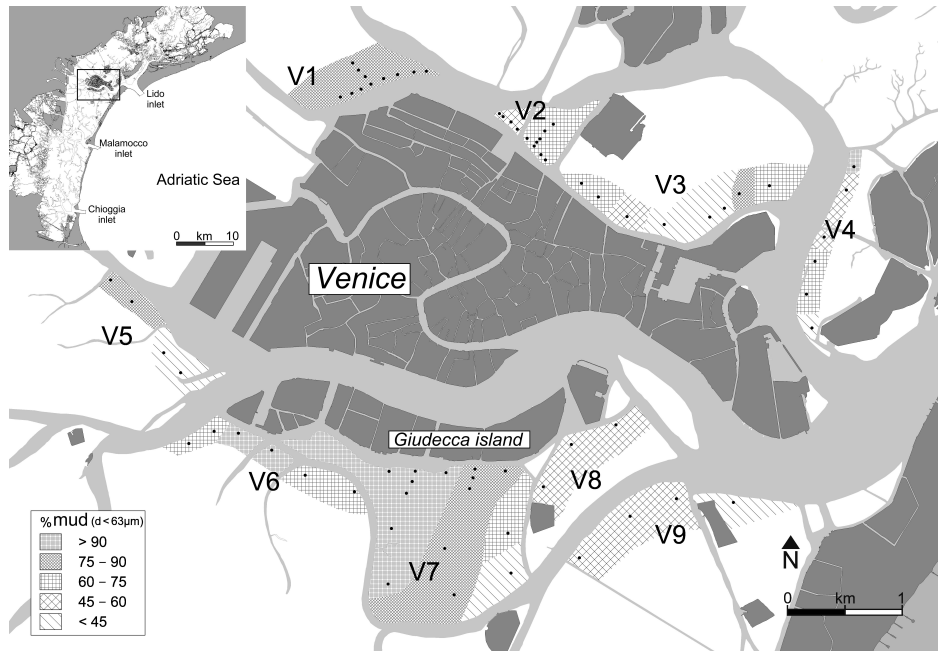 Lido
inlet
Malamocco
inlet
Adriatic Sea
Chioggia
inlet
0 km 10
V1
V2
V3
V4
Venice
V5
Giudecca island
V6
V8
V9
V7
% mud (d < 63µm)
> 90
75 – 90
60 – 75
45 – 60
< 45
N
0 km 1